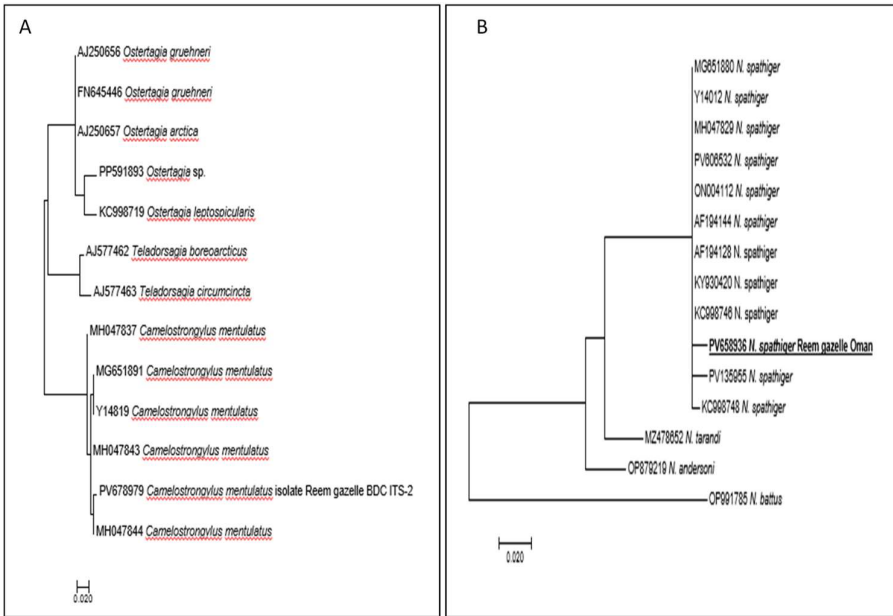 A
AJ250656 Ostertagia gruehneri
FN645446 Ostertagia gruehneri
AJ250657 Ostertagia arctica
PP591893 Ostertagia sp.
KC998719 Ostertagia leptospicularis
AJ577462 Teladorsagia boreoarcticus
AJ577463 Teladorsagia circumcincta
MH047837 Camelostrongylus mentulatus
MG651891 Camelostrongylus mentulatus
Y14819 Camelostrongylus mentulatus
MH047843 Camelostrongylus mentulatus
PV678979 Camelostrongylus mentulatus isolate Reem gazelle BDC ITS-2
MH047844 Camelostrongylus mentulatus
0.020
B
MG651880 N. spathiger
Y14012 N. spathiger
MH047829 N. spathiger
PV606532 N. spathiger
ON004112 N. spathiger
AF194144 N. spathiger
AF194128 N. spathiger
KY930420 N. spathiger
KC998746 N. spathiger
PV658936 N. spathiger Reem gazelle Oman
PV135955 N. spathiger
KC998748 N. spathiger
MZ478652 N. tarandi
OP879219 N. andersoni
OP991785 N. battus
0.020